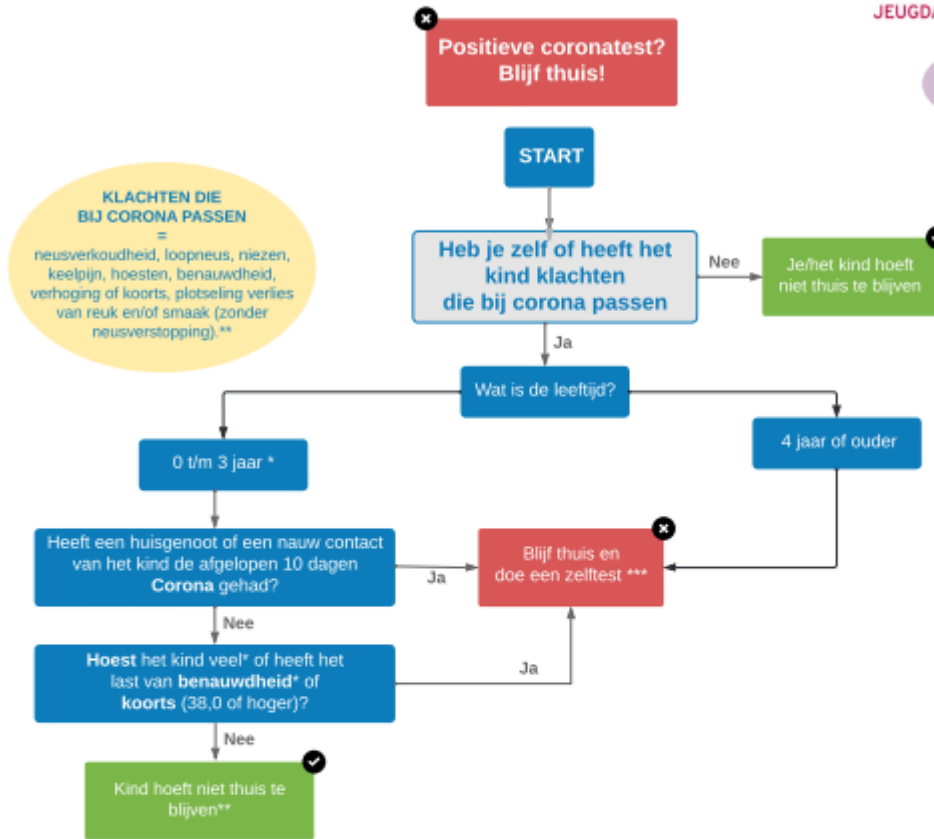 JEUGDA
Positieve coronatest?
Blijf thuis!
START
KLACHTEN DIE
BIJ CORONA PASSEN
=
neusverkoudheid, loopneus, niezen,
keelpijn, hoesten, benauwdheid,
verhoging of koorts, plotseling verlies
van reuk en/of smaak (zonder
neusverstopping).**
Heb je zelf of heeft het
kind klachten
die bij corona passen
Nee
Je/het kind hoeft
niet thuis te blijven
Ja
Wat is de leeftijd?
0 t/m 3 jaar *
4 jaar of ouder
Heeft een huisgenoot of een nauw contact
van het kind de afgelopen 10 dagen
Corona gehad?
Ja
Blijf thuis en
doe een zelftest ***
Nee
Hoest het kind veel* of heeft het
last van benauwdheid* of
koorts (38,0 of hoger)?
Ja
Nee
Kind hoeft niet thuis te
blijven**